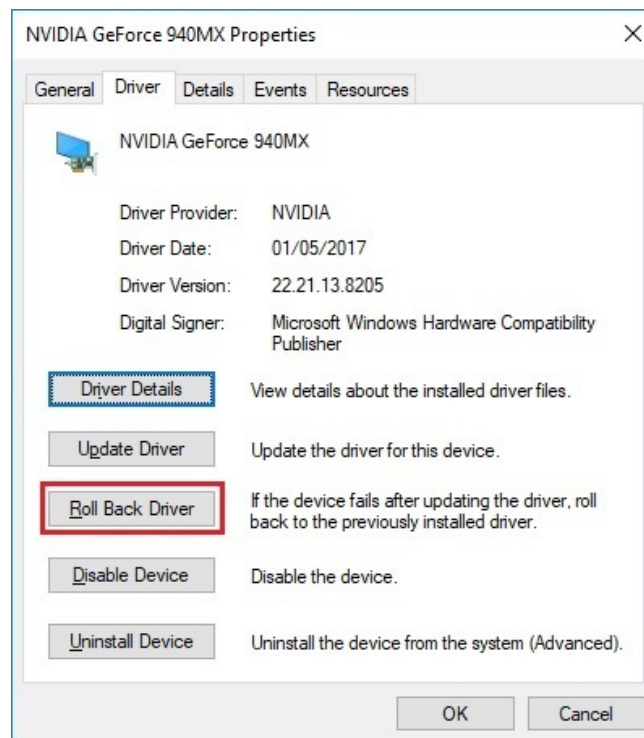 NVIDIA GeForce 940MX Properties
General Driver Details Events Resources
NVIDIA GeForce 940MX
Driver Provider: NVIDIA
Driver Date: 01/05/2017
Driver Version: 22.21.13.8205
Digital Signer: Microsoft Windows Hardware Compatibility
Publisher
Driver Details View details about the installed driver files.
Update Driver Update the driver for this device.
Roll Back Driver If the device fails after updating the driver, roll
back to the previously installed driver.
Disable Device Disable the device.
Uninstall Device Uninstall the device from the system (Advanced).
OK Cancel